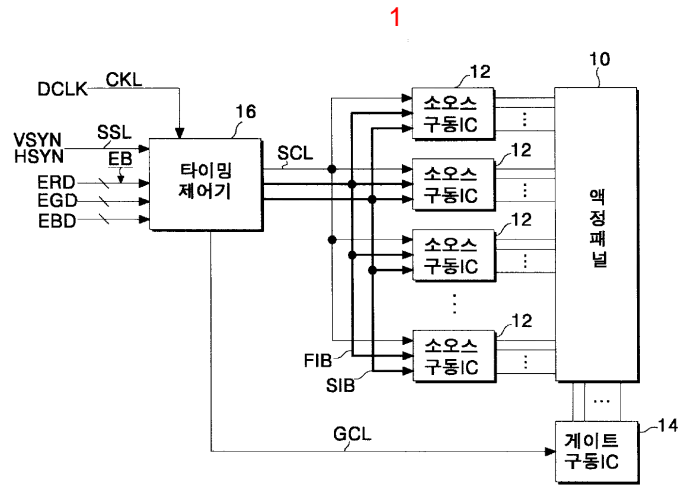 1
DCLK
CKL
VSYN
HSYN
SSL
EB
ERD
EGD
EBD
16
타이밍
제어기
SCL
12
소오스
구동IC
12
소오스
구동IC
12
소오스
구동IC
12
소오스
구동IC
10
액정패널
FIB
SIB
GCL
14
게이트
구동IC